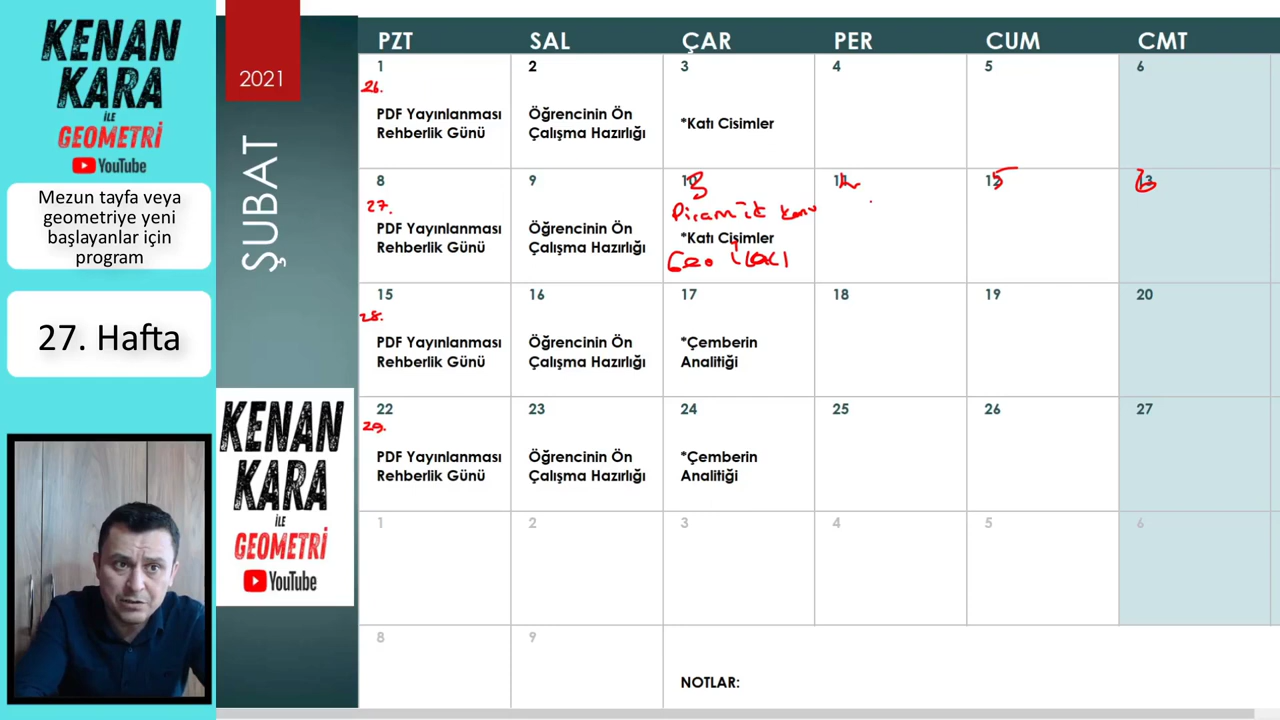 KENAN
KARA
İLE
GEOMETRİ
YouTube
Mezun tayfa veya
geometriye yeni
başlayanlar için
program
27. Hafta
2021
ŞUBAT
KENAN
KARA
İLE
GEOMETRİ
YouTube
PZT SAL ÇAR PER CUM CMT
1 2 3 4 5 6
26.
PDF Yayınlanması
Rehberlik Günü
Öğrencinin Ön
Çalışma Hazırlığı
*Katı Cisimler
8 9 10 11 12 13
3 4 5 6
27.
PDF Yayınlanması
Rehberlik Günü
Öğrencinin Ön
Çalışma Hazırlığı
Piramit konu
*Katı Cisimler
15 16 17 18 19 20
28.
PDF Yayınlanması
Rehberlik Günü
Öğrencinin Ön
Çalışma Hazırlığı
*Çemberin
Analitiği
22 23 24 25 26 27
29.
PDF Yayınlanması
Rehberlik Günü
Öğrencinin Ön
Çalışma Hazırlığı
*Çemberin
Analitiği
1 2 3 4 5 6
8 9
NOTLAR: